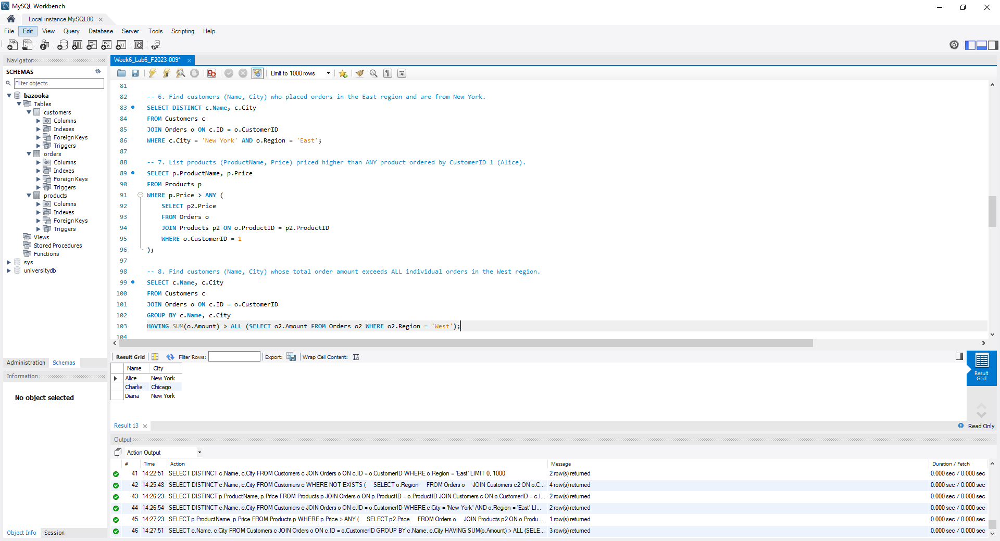 MySQL Workbench
Local instance MySQL80
File Edit View Query Database Server Tools Scripting Help
Navigator
SCHEMAS
Filter objects
bazooka
Tables
customers
Columns
Indexes
Foreign Keys
Triggers
orders
Columns
Indexes
Foreign Keys
Triggers
products
Columns
Indexes
Foreign Keys
Triggers
Views
Stored Procedures
Functions
sys
universitydb
Administration Schemas
Information
No object selected
Object Info Session
Week6_Lab6_F2023-009*
Limit to 1000 rows
81
82 -- 6. Find customers (Name, City) who placed orders in the East region and are from New York.
83 SELECT DISTINCT c.Name, c.City
84 FROM Customers c
85 JOIN Orders o ON c.ID = o.CustomerID
86 WHERE c.City = 'New York' AND o.Region = 'East';
87
88 -- 7. List products (ProductName, Price) priced higher than ANY product ordered by CustomerID 1 (Alice).
89 SELECT p.ProductName, p.Price
90 FROM Products p
91 WHERE p.Price > ANY (
92 SELECT p2.Price
93 FROM Orders o
94 JOIN Products p2 ON o.ProductID = p2.ProductID
95 WHERE o.CustomerID = 1
96 );
97
98 -- 8. Find customers (Name, City) whose total order amount exceeds ALL individual orders in the West region.
99 SELECT c.Name, c.City
100 FROM Customers c
101 JOIN Orders o ON c.ID = o.CustomerID
102 GROUP BY c.Name, c.City
103 HAVING SUM(o.Amount) > ALL (SELECT o2.Amount FROM Orders o2 WHERE o2.Region = 'West');
104
Result Grid Filter Rows: Export: Wrap Cell Content:
Name City
Alice New York
Charlie Chicago
Diana New York
Result Grid
Result 13
Read Only
Output
Action Output
# Time Action Message Duration / Fetch
41 14:22:51 SELECT DISTINCT c.Name, c.City FROM Customers c JOIN Orders o ON c.ID = o.CustomerID WHERE o.Region = 'East' LIMIT 0, 1000 2 row(s) returned 0.000 sec / 0.000 sec
42 14:25:48 SELECT DISTINCT c.Name, c.City FROM Customers c WHERE NOT EXISTS ( SELECT o.Region FROM Orders o JOIN Customers c2 ON o.C... 4 row(s) returned 0.000 sec / 0.000 sec
43 14:26:23 SELECT DISTINCT p.ProductName, p.Price FROM Products p JOIN Orders o ON p.ProductID = o.ProductID JOIN Customers c ON o.CustomerID = c.I... 2 row(s) returned 0.000 sec / 0.000 sec
44 14:26:54 SELECT DISTINCT c.Name, c.City FROM Customers c JOIN Orders o ON c.ID = o.CustomerID WHERE c.City = 'New York' AND o.Region = 'East' LI... 2 row(s) returned 0.000 sec / 0.000 sec
45 14:27:23 SELECT p.ProductName, p.Price FROM Products p WHERE p.Price > ANY ( SELECT p2.Price FROM Orders o JOIN Products p2 ON o.Produ... 1 row(s) returned 0.000 sec / 0.000 sec
46 14:27:51 SELECT c.Name, c.City FROM Customers c JOIN Orders o ON c.ID = o.CustomerID GROUP BY c.Name, c.City HAVING SUM(o.Amount) > ALL (SELE... 3 row(s) returned 0.000 sec / 0.000 sec